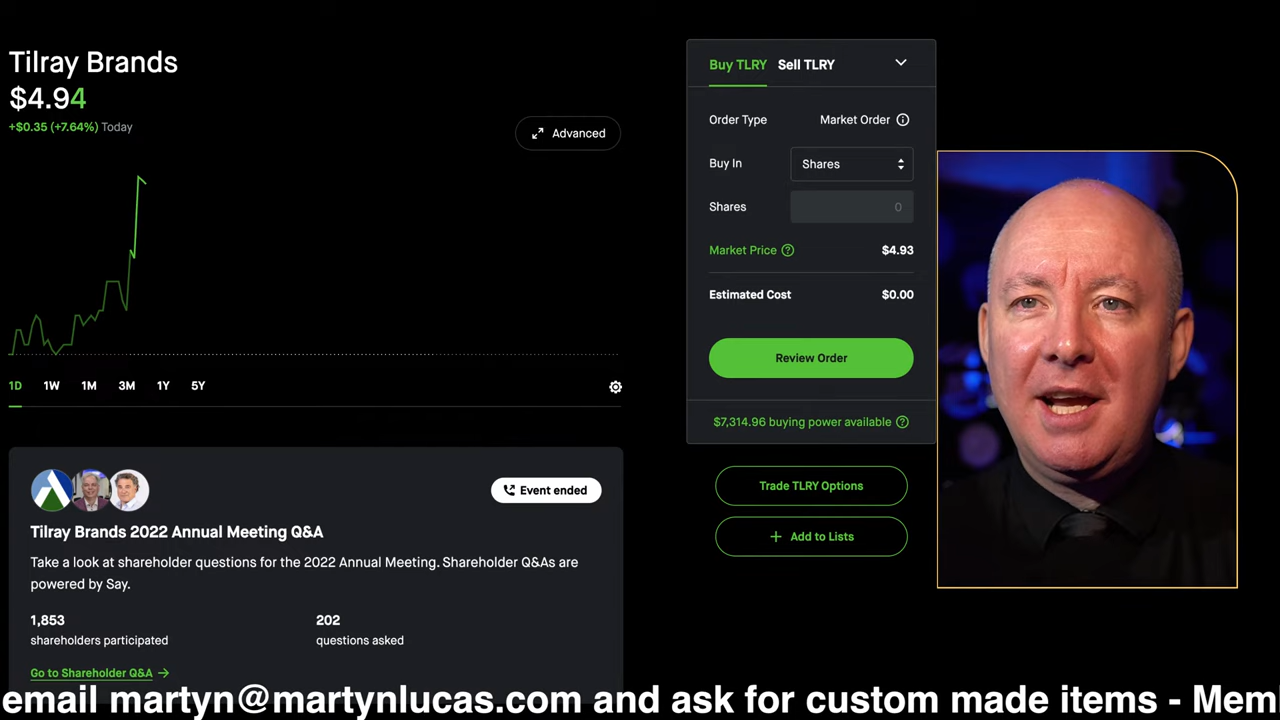 Tilray Brands
$4.94
+$0.35 (+7.64%) Today
Advanced
1D 1W 1M 3M 1Y 5Y
Event ended
Tilray Brands 2022 Annual Meeting Q&A
Take a look at shareholder questions for the 2022 Annual Meeting. Shareholder Q&As are
powered by Say.
1,853 202
shareholders participated questions asked
Go to Shareholder Q&A →
Buy TLRY Sell TLRY
Order Type Market Order
Buy In Shares
Shares 0
Market Price $4.93
Estimated Cost $0.00
Review Order
$7,314.96 buying power available
Trade TLRY Options
+ Add to Lists
email martyn@martynlucas.com and ask for custom made items - Mem